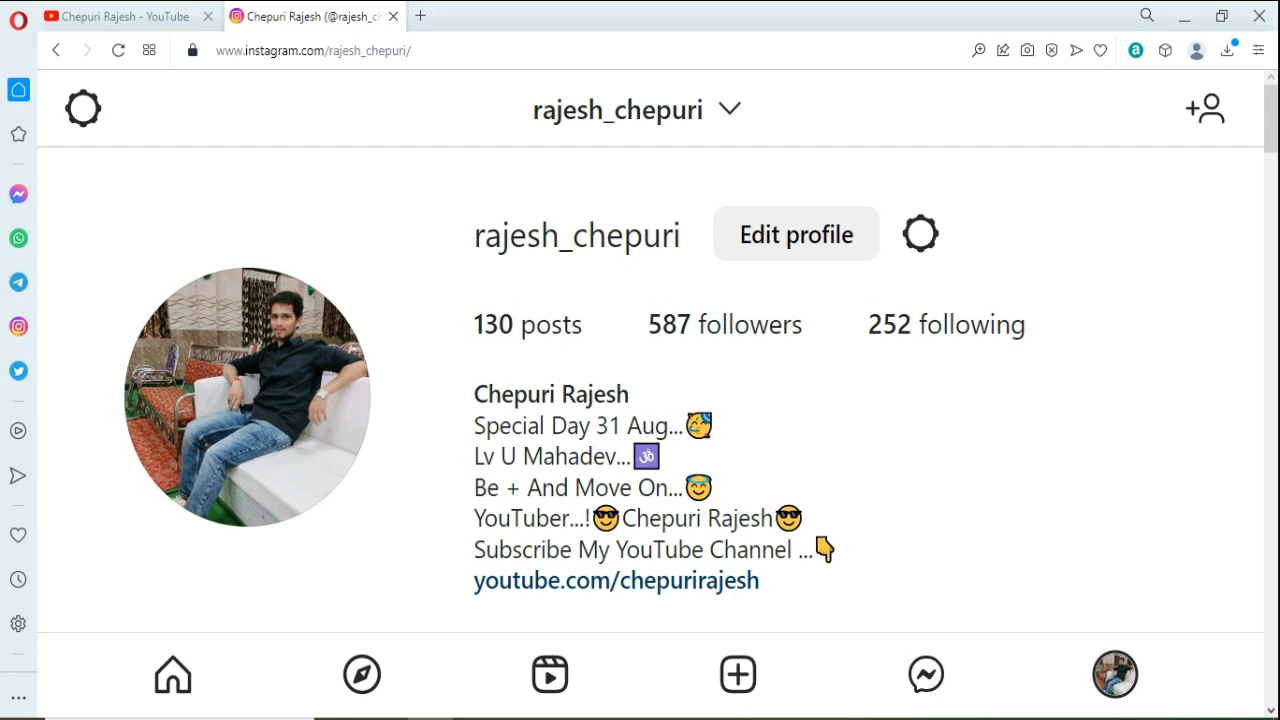 Chepuri Rajesh - YouTube
Chepuri Rajesh (@rajesh_ch
www.instagram.com/rajesh_chepuri/
rajesh_chepuri
rajesh_chepuri
Edit profile
130 posts
587 followers
252 following
Chepuri Rajesh
Special Day 31 Aug...🥳
Lv U Mahadev...🕉
Be + And Move On...😇
YouTuber...!😎Chepuri Rajesh😎
Subscribe My YouTube Channel ...👇
youtube.com/chepurirajesh